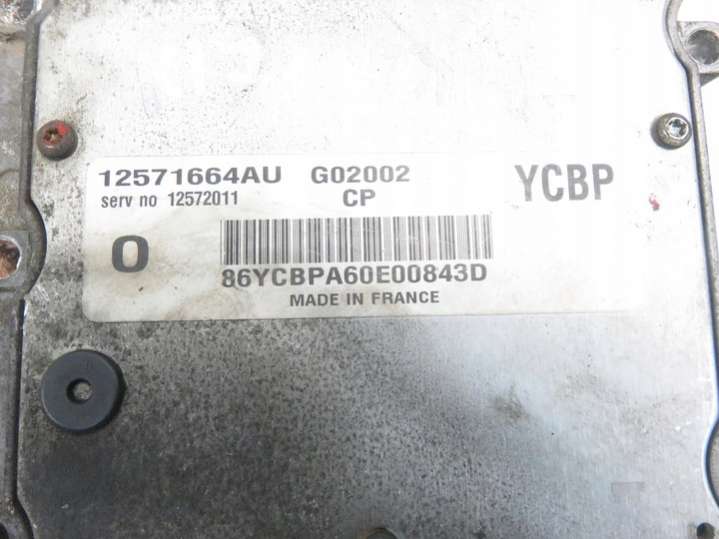 12571664AU G02002 YCBP
serv no 12572011 CP
O
86YCBPA60E00843D
MADE IN FRANCE